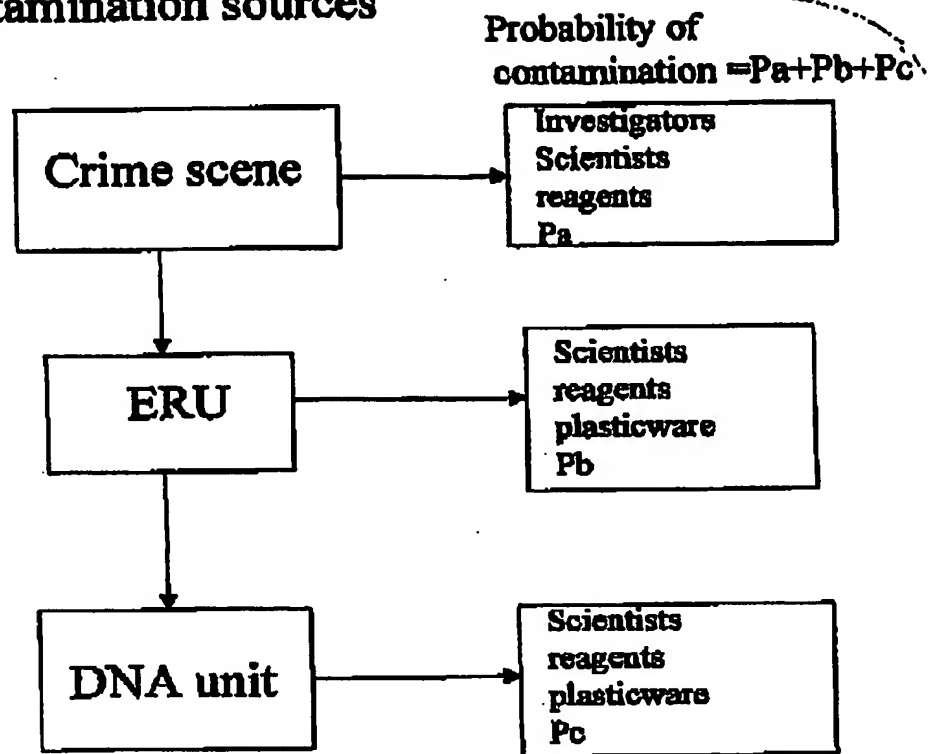 tamination sources
Probability of
contamination =Pa+Pb+Pc
Crime scene
Investigators
Scientists
reagents
Pa
ERU
Scientists
reagents
plasticware
Pb
DNA unit
Scientists
reagents
plasticware
Pc